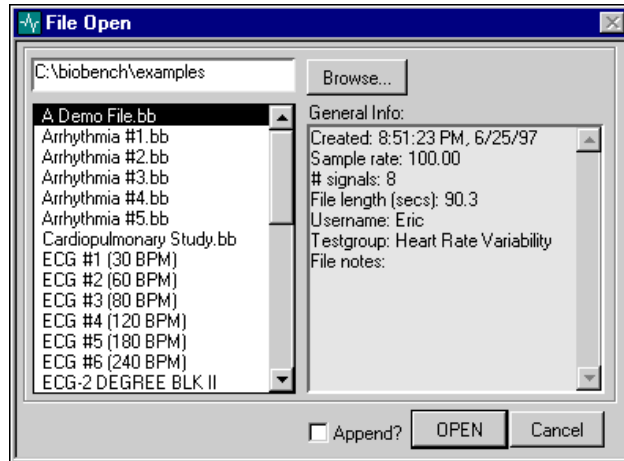 File Open
C:\biobench\examples
Browse...
A Demo File.bb
Arrhythmia #1.bb
Arrhythmia #2.bb
Arrhythmia #3.bb
Arrhythmia #4.bb
Arrhythmia #5.bb
Cardiopulmonary Study.bb
ECG #1 (30 BPM)
ECG #2 (60 BPM)
ECG #3 (80 BPM)
ECG #4 (120 BPM)
ECG #5 (180 BPM)
ECG #6 (240 BPM)
ECG-2 DEGREE BLK II
General Info:
Created: 8:51:23 PM, 6/25/97
Sample rate: 100.00
# signals: 8
File length (secs): 90.3
Username: Eric
Testgroup: Heart Rate Variability
File notes:
Append?
OPEN
Cancel